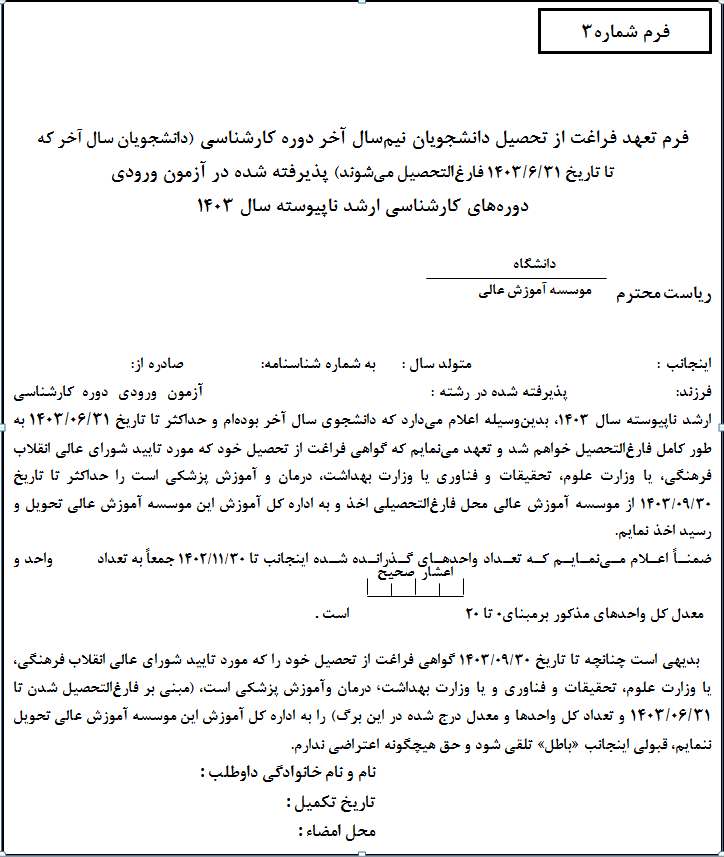 فرم شماره۳
فرم تعهد فراغت از تحصیل دانشجویان نیم‌سال آخر دوره کارشناسی (دانشجویان سال آخر که
تا تاریخ ۱۴۰۳/۶/۳۱ فارغ‌التحصیل می‌شوند) پذیرفته شده در آزمون ورودی
دوره‌های کارشناسی ارشد ناپیوسته سال ۱۴۰۳
دانشگاه
ریاست محترم موسسه آموزش عالی
اینجانب : متولد سال : به شماره شناسنامه: صادره از:
فرزند: پذیرفته شده در رشته : آزمون ورودی دوره کارشناسی
ارشد ناپیوسته سال ۱۴۰۳، بدین‌وسیله اعلام می‌دارد که دانشجوی سال آخر بوده‌ام و حداکثر تا تاریخ ۱۴۰۳/۰۶/۳۱ به
طور کامل فارغ‌التحصیل خواهم شد و تعهد می‌نمایم که گواهی فراغت از تحصیل خود که مورد تایید شورای عالی انقلاب
فرهنگی، یا وزارت علوم، تحقیقات و فناوری یا وزارت بهداشت، درمان و آموزش پزشکی است را حداکثر تا تاریخ
۱۴۰۳/۰۹/۳۰ از موسسه آموزش عالی محل فارغ‌التحصیلی اخذ و به اداره کل آموزش این موسسه آموزش عالی تحویل و
رسید اخذ نمایم.
ضمنـاً اعلام مـی‌نمایـم کـه تعـداد واحدهـای گـذرانـده شـده اینجانب تا ۱۴۰۲/۱۱/۳۰ جمعاً به تعداد واحد و
اعشار صحیح
معدل کل واحدهای مذکور برمبنای۰ تا ۲۰ است .
بدیهی است چنانچه تا تاریخ ۱۴۰۳/۰۹/۳۰ گواهی فراغت از تحصیل خود را که مورد تایید شورای عالی انقلاب فرهنگی،
یا وزارت علوم، تحقیقات و فناوری و یا وزارت بهداشت، درمان وآموزش پزشکی است، (مبنی بر فارغ‌التحصیل شدن تا
۱۴۰۳/۰۶/۳۱ و تعداد کل واحدها و معدل درج شده در این برگ) را به اداره کل آموزش این موسسه آموزش عالی تحویل
ننمایم، قبولی اینجانب «باطل» تلقی شود و حق هیچگونه اعتراضی ندارم.
نام و نام خانوادگی داوطلب :
تاریخ تکمیل :
محل امضاء :